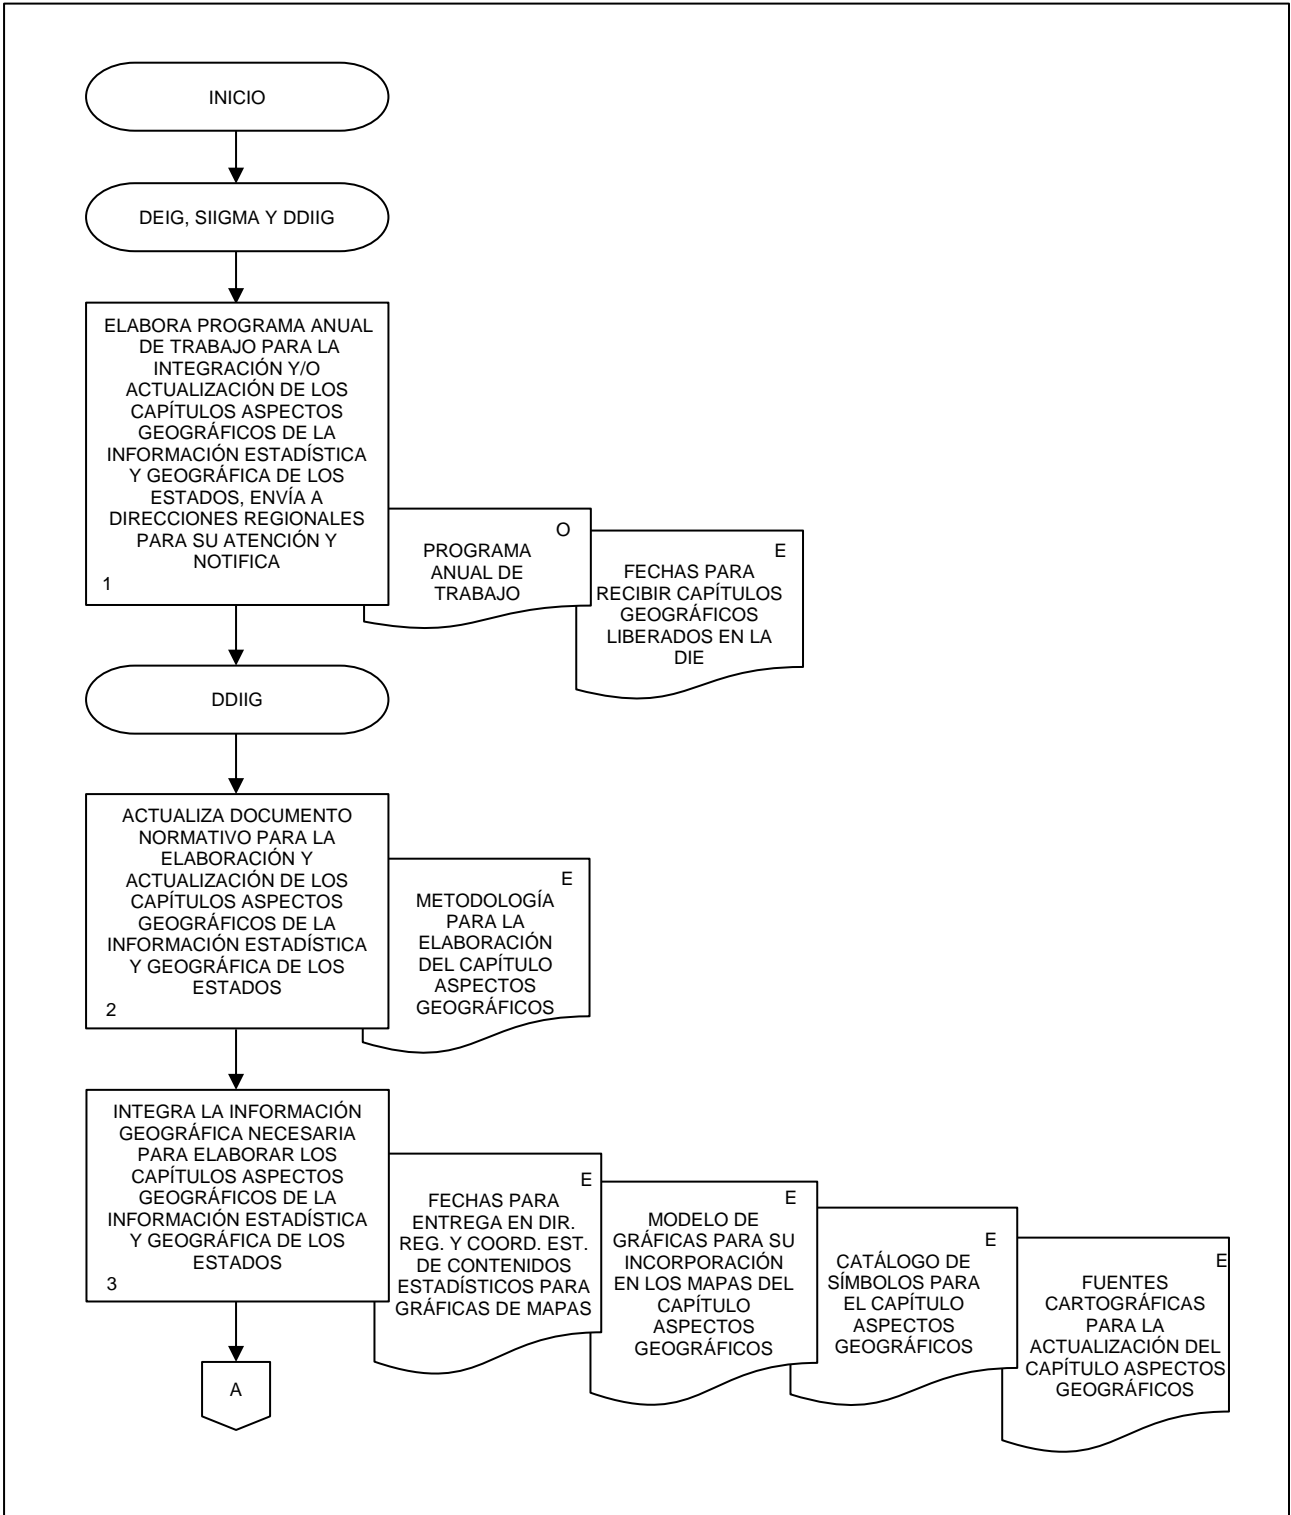 INICIO
DEIG, SIIGMA Y DDIIG
ELABORA PROGRAMA ANUAL
DE TRABAJO PARA LA
INTEGRACIÓN Y/O
ACTUALIZACIÓN DE LOS
CAPÍTULOS ASPECTOS
GEOGRÁFICOS DE LA
INFORMACIÓN ESTADÍSTICA
Y GEOGRÁFICA DE LOS
ESTADOS, ENVÍA A
DIRECCIONES REGIONALES
PARA SU ATENCIÓN Y
NOTIFICA
1
O
PROGRAMA
ANUAL DE
TRABAJO
E
FECHAS PARA
RECIBIR CAPÍTULOS
GEOGRÁFICOS
LIBERADOS EN LA
DIE
DDIIG
ACTUALIZA DOCUMENTO
NORMATIVO PARA LA
ELABORACIÓN Y
ACTUALIZACIÓN DE LOS
CAPÍTULOS ASPECTOS
GEOGRÁFICOS DE LA
INFORMACIÓN ESTADÍSTICA
Y GEOGRÁFICA DE LOS
ESTADOS
2
E
METODOLOGÍA
PARA LA
ELABORACIÓN
DEL CAPÍTULO
ASPECTOS
GEOGRÁFICOS
INTEGRA LA INFORMACIÓN
GEOGRÁFICA NECESARIA
PARA ELABORAR LOS
CAPÍTULOS ASPECTOS
GEOGRÁFICOS DE LA
INFORMACIÓN ESTADÍSTICA
Y GEOGRÁFICA DE LOS
ESTADOS
3
E
FECHAS PARA
ENTREGA EN DIR.
REG. Y COORD. EST.
DE CONTENIDOS
ESTADÍSTICOS PARA
GRÁFICAS DE MAPAS
E
MODELO DE
GRÁFICAS PARA SU
INCORPORACIÓN
EN LOS MAPAS DEL
CAPÍTULO
ASPECTOS
GEOGRÁFICOS
E
CATÁLOGO DE
SÍMBOLOS PARA
EL CAPÍTULO
ASPECTOS
GEOGRÁFICOS
E
FUENTES
CARTOGRÁFICAS
PARA LA
ACTUALIZACIÓN DEL
CAPÍTULO ASPECTOS
GEOGRÁFICOS
A